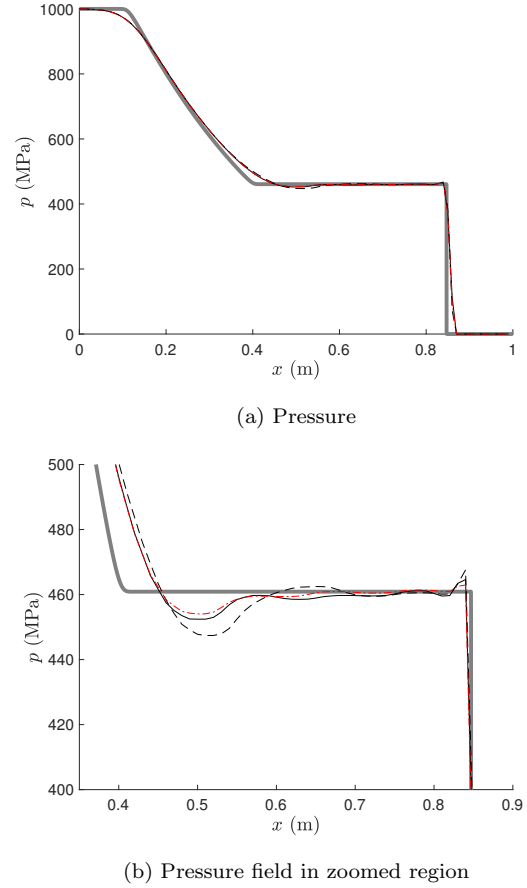 1000
800
600
400
200
0
p (MPa)
0 0.2 0.4 0.6 0.8 1
x (m)
(a) Pressure
500
480
460
440
420
400
p (MPa)
0.4 0.5 0.6 0.7 0.8 0.9
x (m)
(b) Pressure field in zoomed region